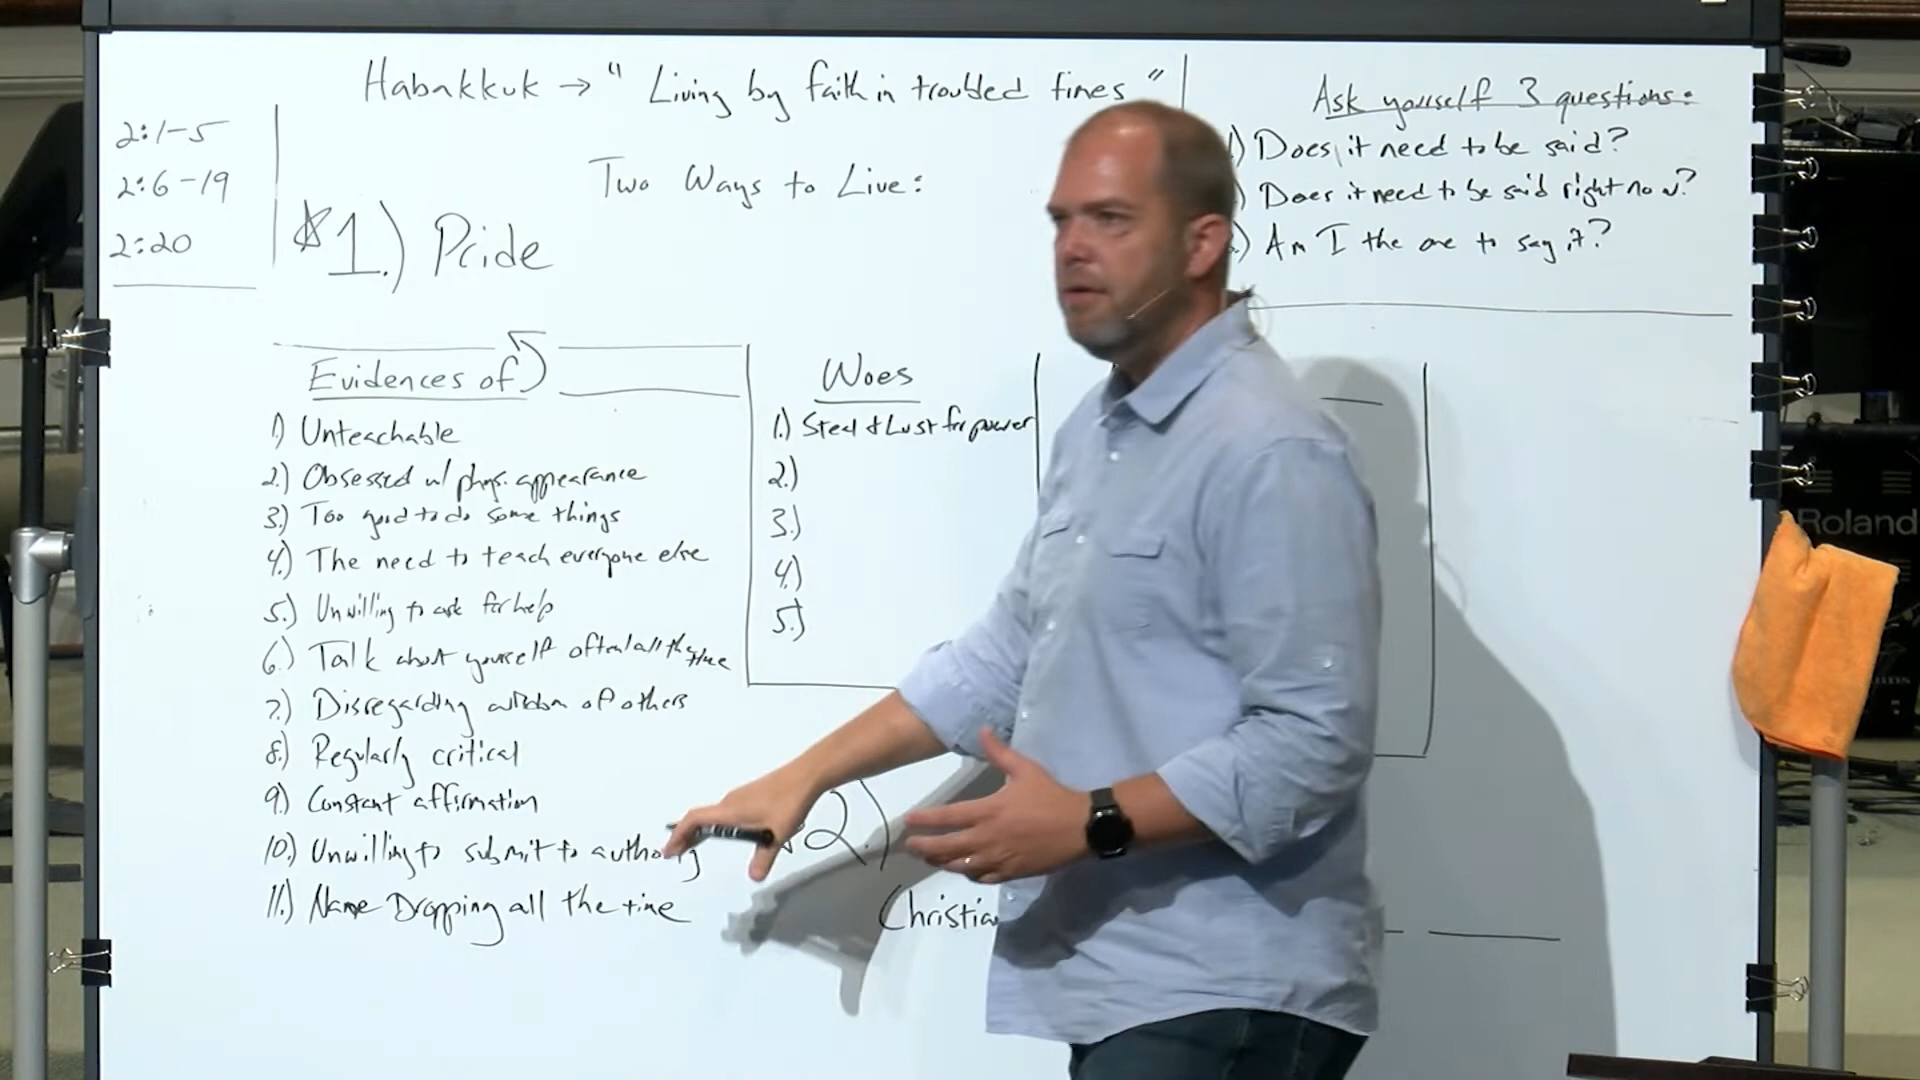 Habakkuk → "Living by faith in troubled times"
2:1-5
2:6-19
2:20
Two Ways to Live:
1.) Pride
Ask yourself 3 questions:
1) Does it need to be said?
) Does it need to be said right now?
.) Am I the one to say it?
Evidences of
1) Unteachable
2.) Obsessed w/ phys. appearance
3.) Too good to do some things
4.) The need to teach everyone else
5.) Unwilling to ask for help
6.) Talk about yourself often/all the time
7.) Disregarding wisdom of others
8.) Regularly critical
9.) Constant affirmation
10.) Unwilling to submit to authority
11.) Name Dropping all the time
Woes
1.) Steal & Lust for power
2.)
3.)
4.)
5.)
2.)
Christian
Roland